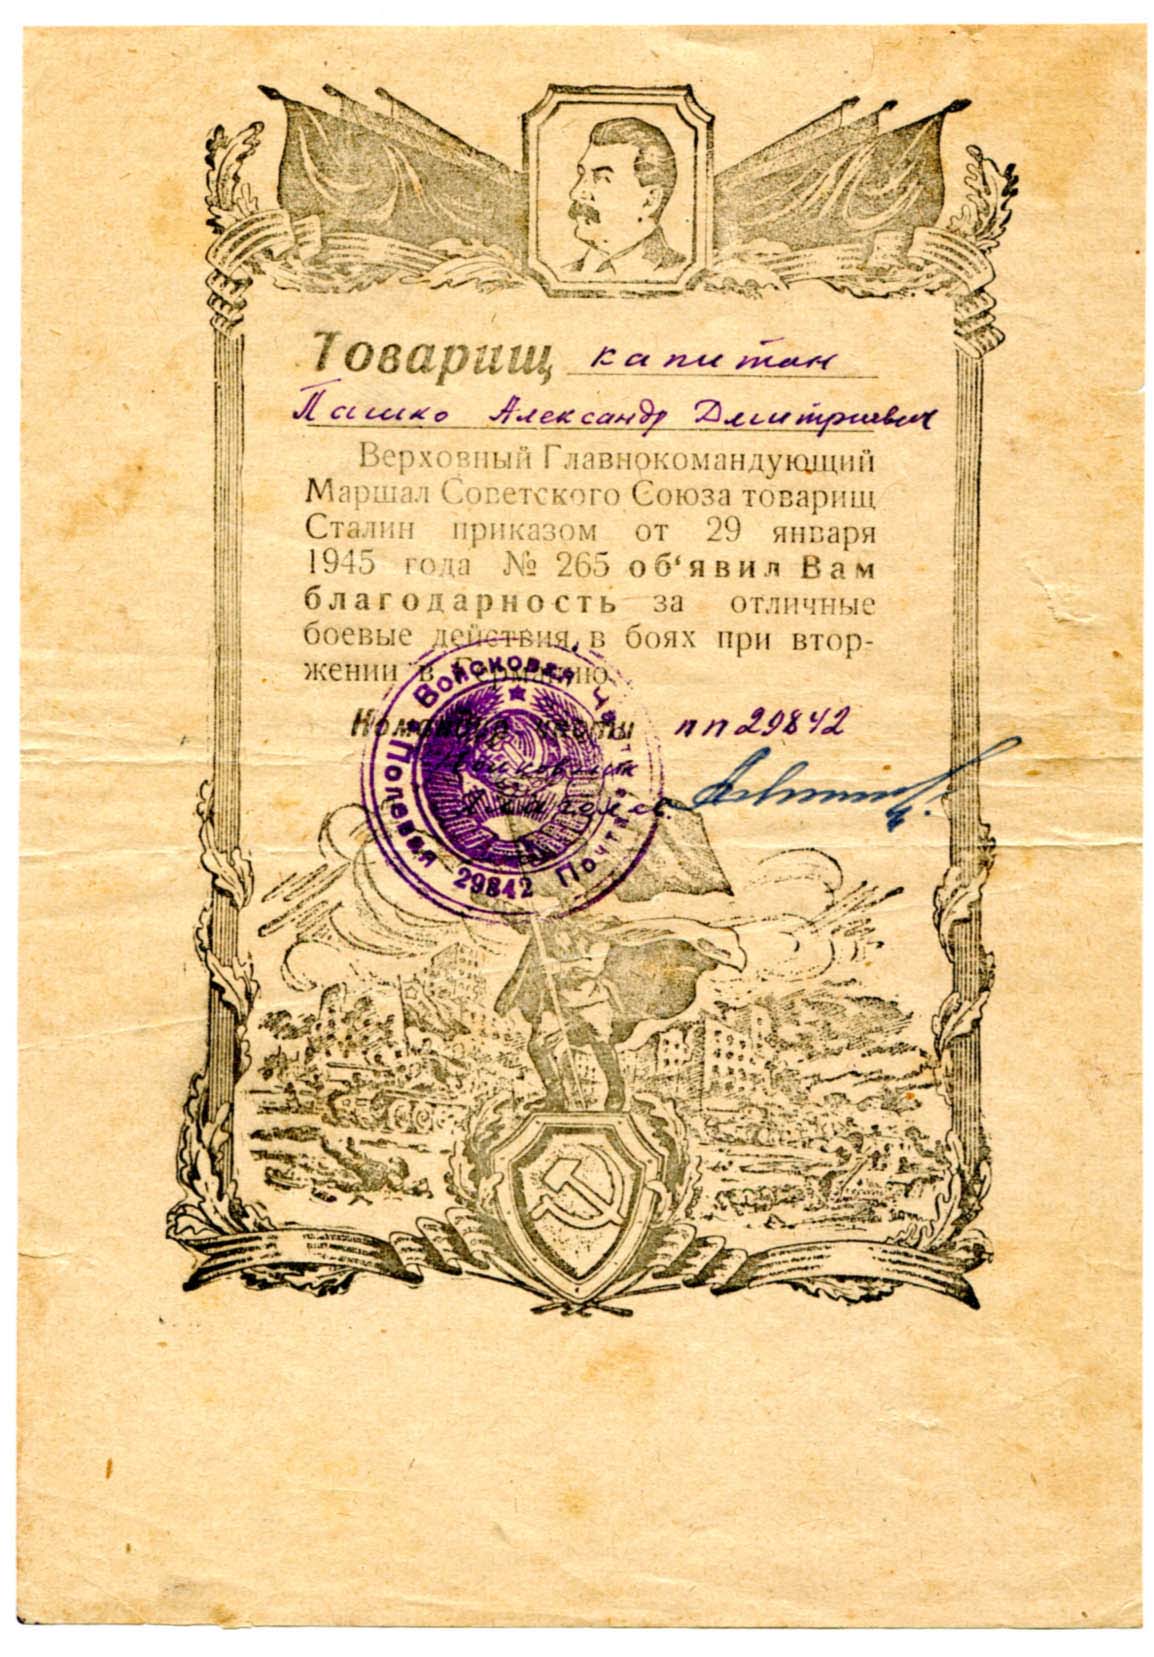 Товарищ капитан
Пашко Александр Дмитриевич
Верховный Главнокомандующий
Маршал Советского Союза товарищ
Сталин приказом от 29 января
1945 года № 265 об‘явил Вам
благодарность за отличные
боевые действия в боях при втор-
жении в Германию.
Командир части пп 29842
Войсковая Часть
Полевая Почта
29842